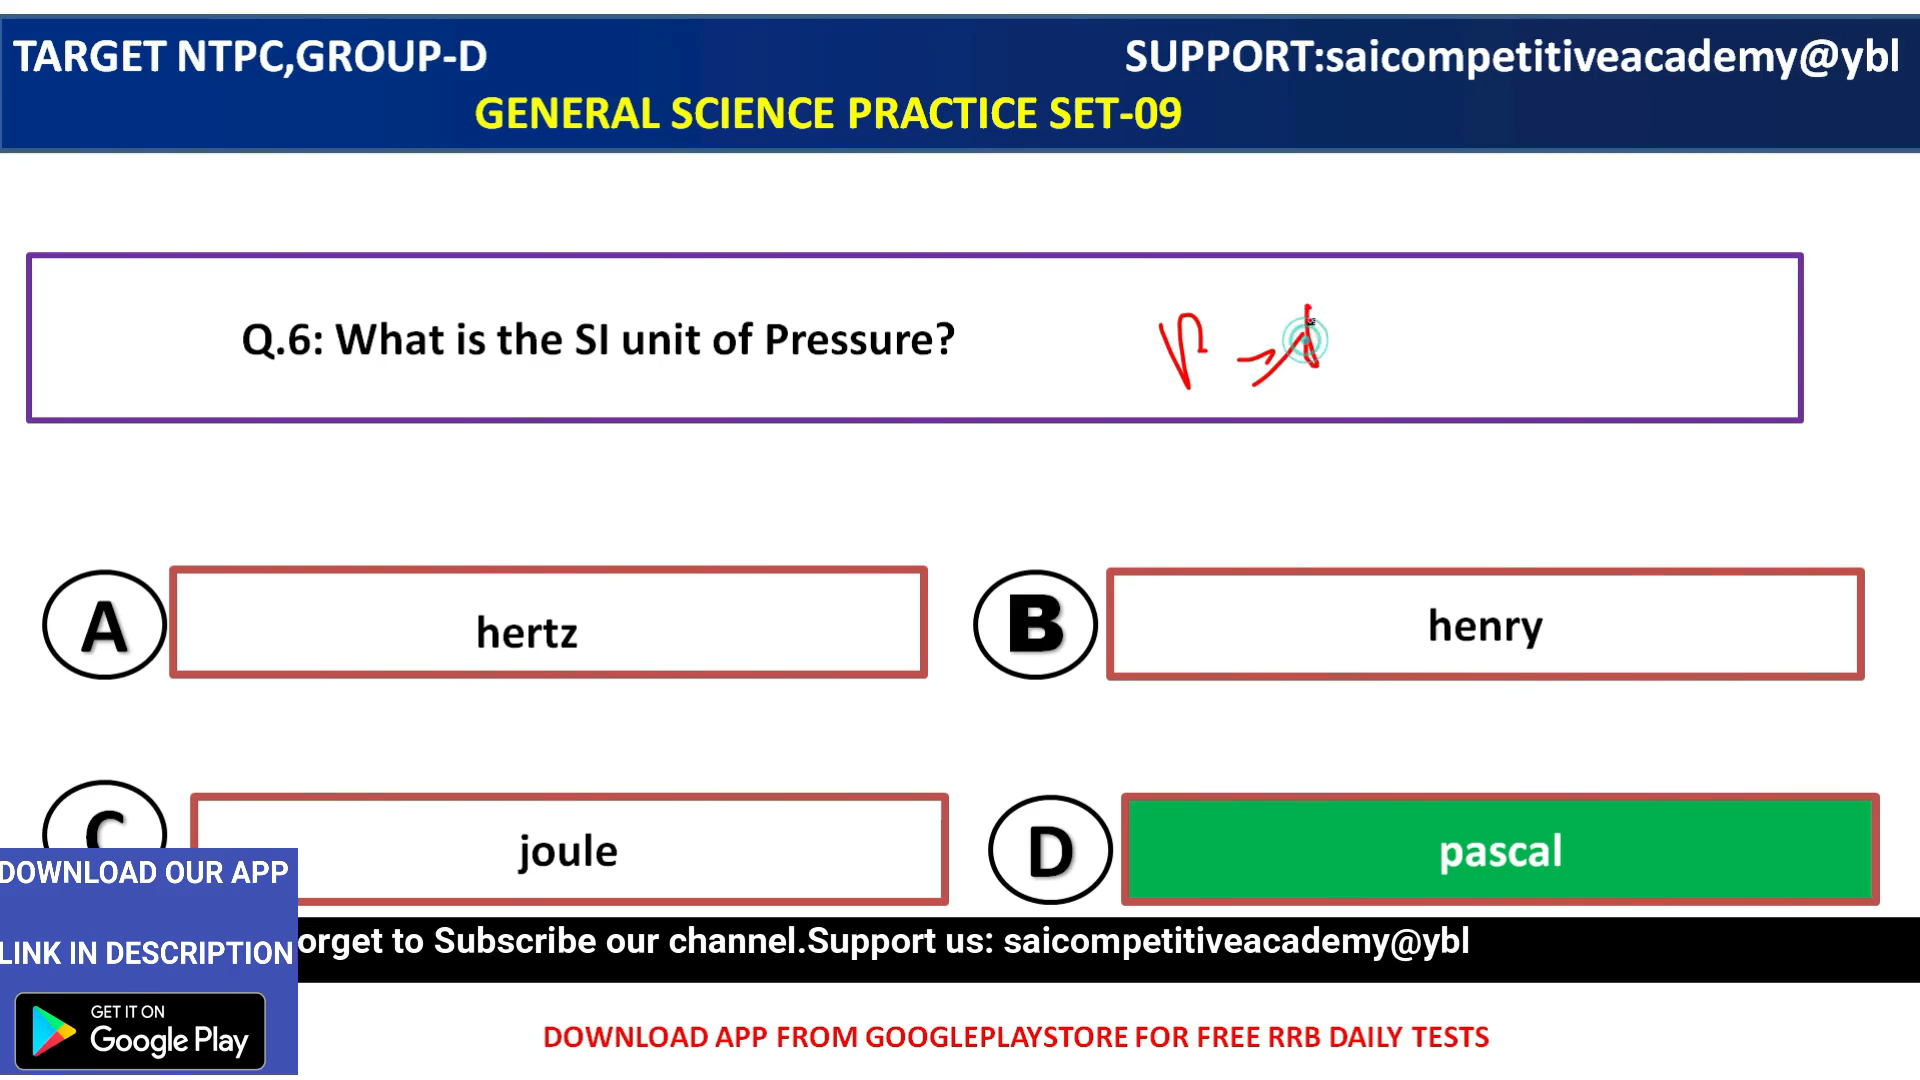 TARGET NTPC,GROUP-D
SUPPORT:saicompetitiveacademy@ybl
GENERAL SCIENCE PRACTICE SET-09
Q.6: What is the SI unit of Pressure?
A
hertz
B
henry
C
joule
D
pascal
DOWNLOAD OUR APP
LINK IN DESCRIPTION
to Subscribe our channel.Support us: saicompetitiveacademy@ybl
GET IT ON
Google Play
DOWNLOAD APP FROM GOOGLEPLAYSTORE FOR FREE RRB DAILY TESTS